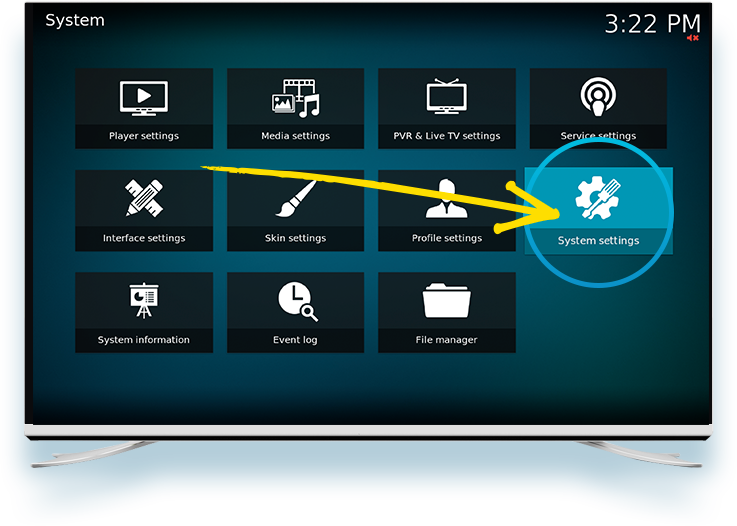 System
3:22 PM
Player settings
Media settings
PVR & Live TV settings
Service settings
Interface settings
Skin settings
Profile settings
System settings
System information
Event log
File manager